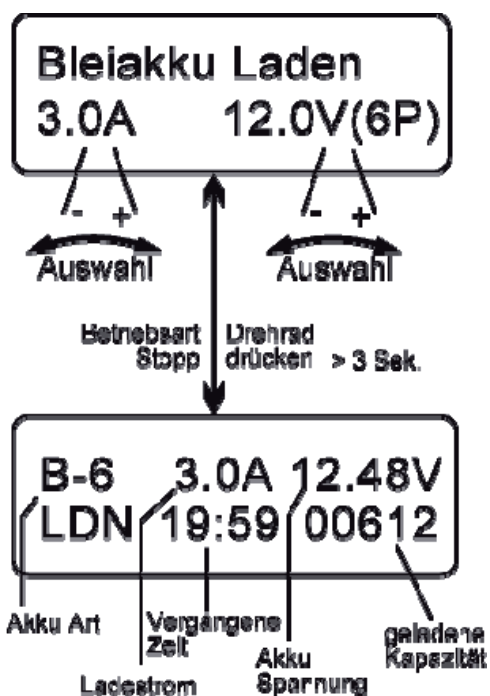 Bleiakku Laden
3.0A 12.0V(6P)
- + - +
Auswahl Auswahl
Betriebsart Drehrad
Stopp drücken > 3 Sek.
B-6 3.0A 12.48V
LDN 19:59 00612
Akku Art
Vergangene
Zeit
Ladestrom
Akku
Spannung
geladene
Kapazität